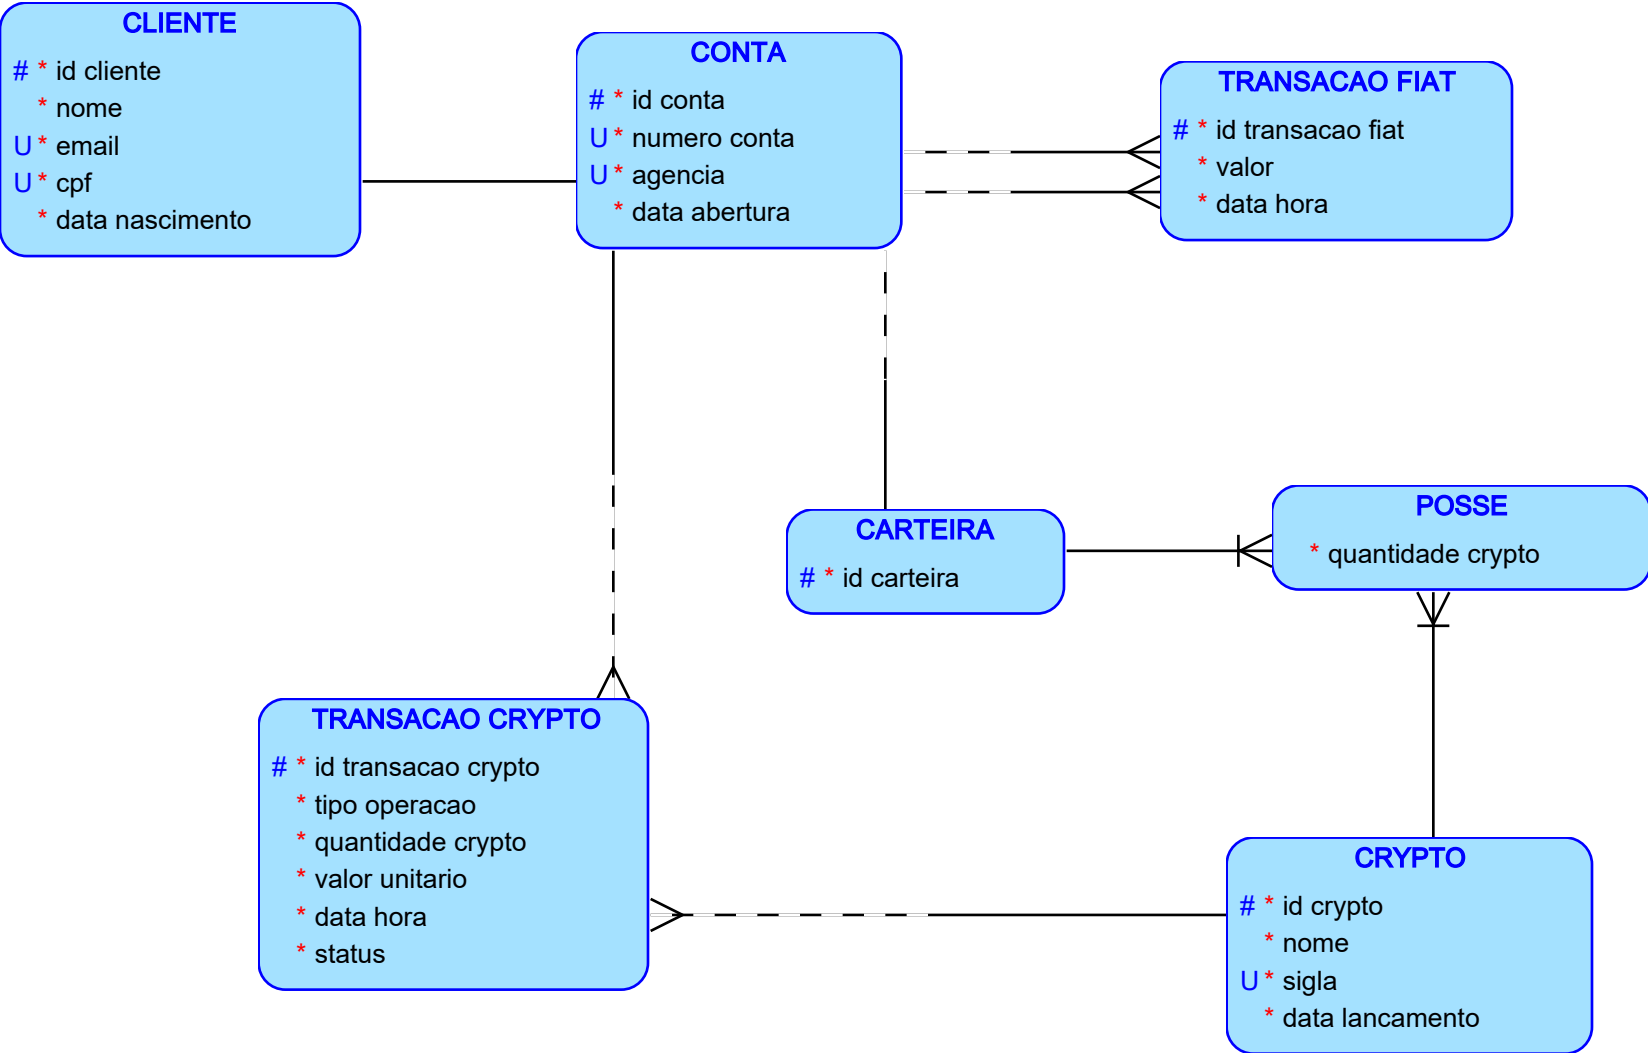 CLIENTE
# * id cliente
* nome
U * email
U * cpf
* data nascimento
CONTA
# * id conta
U * numero conta
U * agencia
* data abertura
TRANSACAO FIAT
# * id transacao fiat
* valor
* data hora
CARTEIRA
# * id carteira
POSSE
* quantidade crypto
TRANSACAO CRYPTO
# * id transacao crypto
* tipo operacao
* quantidade crypto
* valor unitario
* data hora
* status
CRYPTO
# * id crypto
* nome
U * sigla
* data lancamento